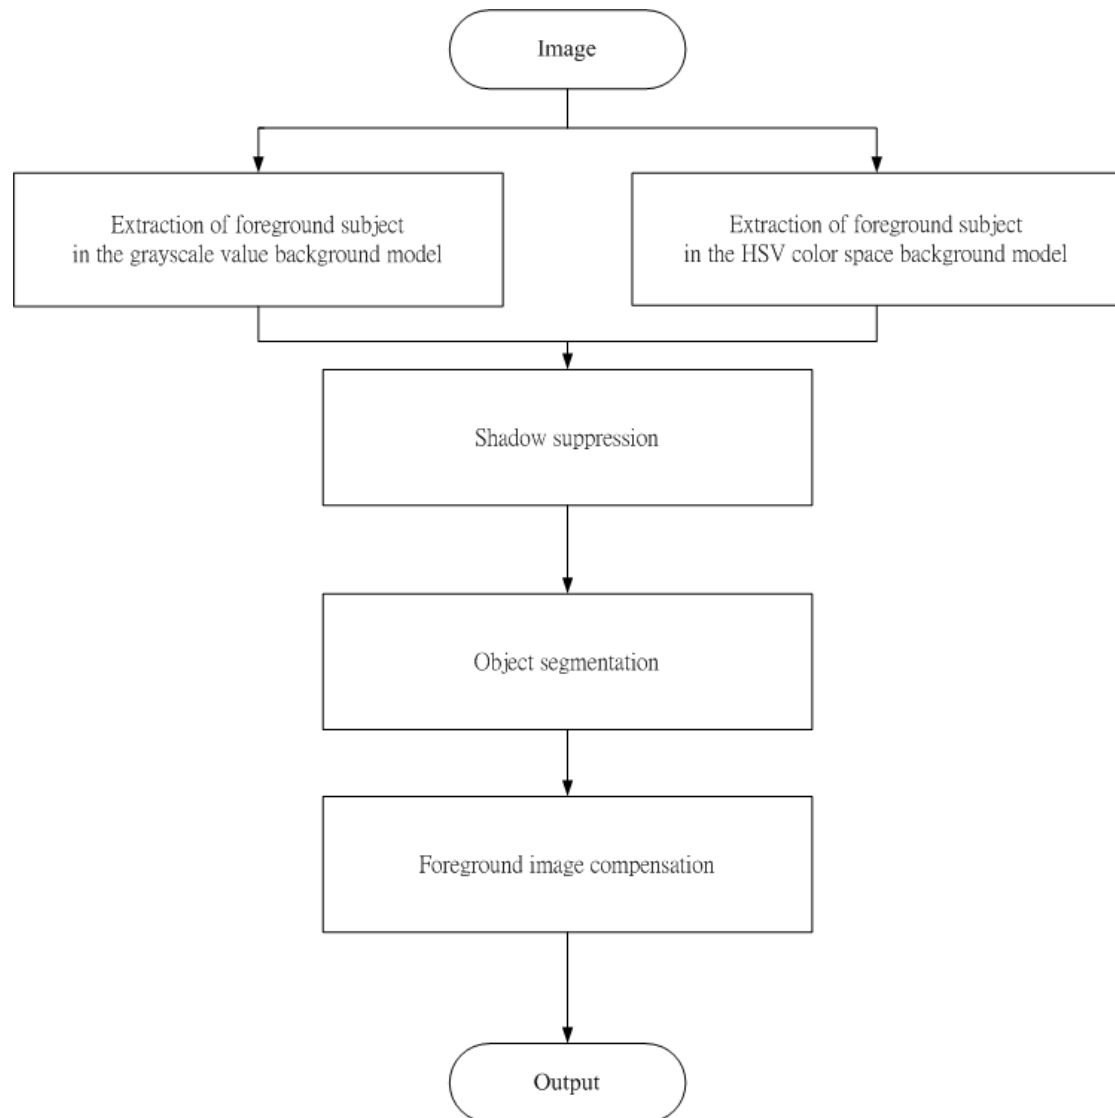 Image
Extraction of foreground subject
in the grayscale value background model
Extraction of foreground subject
in the HSV color space background model
Shadow suppression
Object segmentation
Foreground image compensation
Output